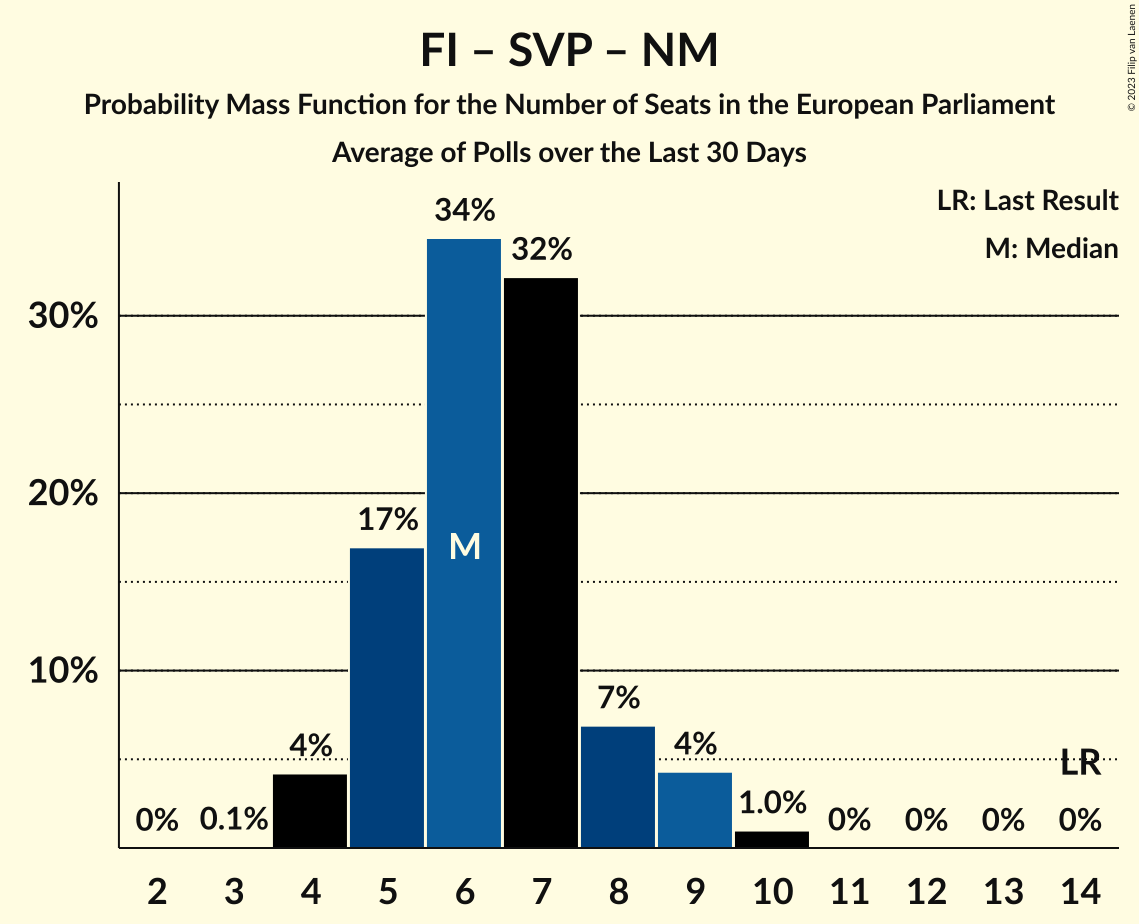 FI – SVP – NM
Probability Mass Function for the Number of Seats in the European Parliament
Average of Polls over the Last 30 Days
© 2023 Filip van Laenen
LR: Last Result
M: Median
34%
32%
30%
20%
17%
M
10%
7%
4%
4%
LR
0%
0.1%
1.0%
0%
0%
0%
0%
2 3 4 5 6 7 8 9 10 11 12 13 14